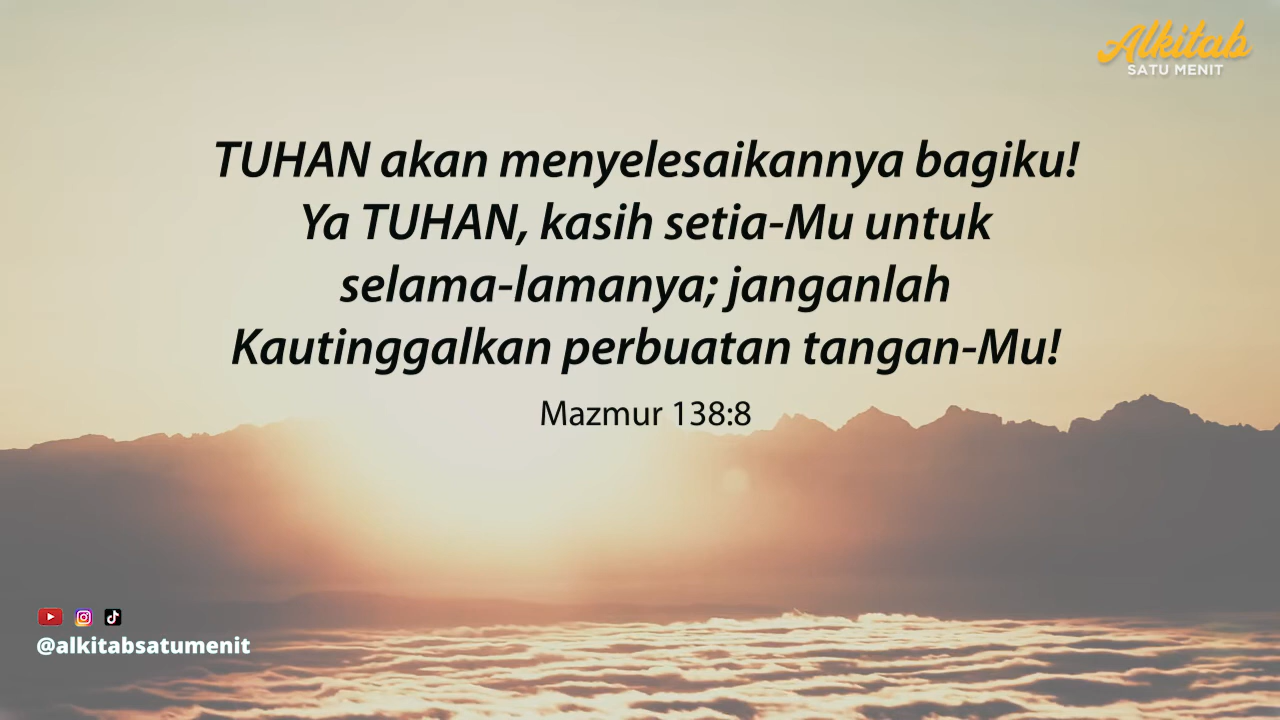 Alkitab
SATU MENIT
TUHAN akan menyelesaikannya bagiku!
Ya TUHAN, kasih setia-Mu untuk
selama-lamanya; janganlah
Kautinggalkan perbuatan tangan-Mu!
Mazmur 138:8
@alkitabsatumenit